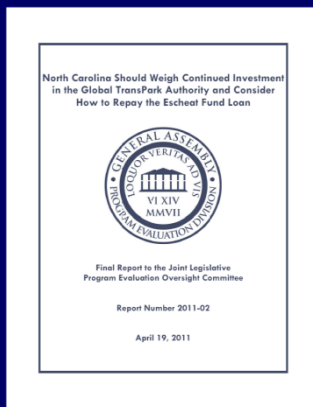 North Carolina Should Weigh Continued Investment
in the Global TransPark Authority and Consider
How to Repay the Escheat Fund Loan
GENERAL ASSEMBLY
LOQUOR VERITAS AD VIS
VI XIV
MMVII
PROGRAM EVALUATION DIVISION
Final Report to the Joint Legislative
Program Evaluation Oversight Committee
Report Number 2011-02
April 19, 2011